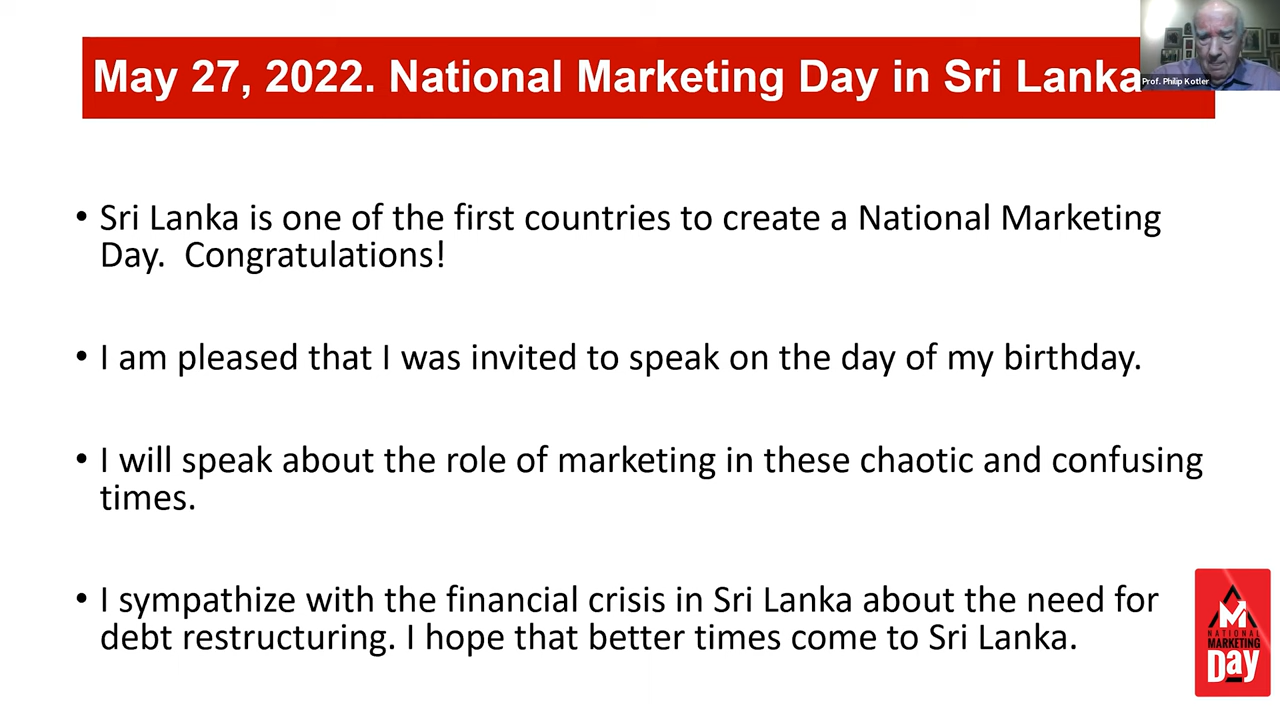 May 27, 2022. National Marketing Day in Sri Lanka
Prof. Philip Kotler
• Sri Lanka is one of the first countries to create a National Marketing
Day.  Congratulations!
• I am pleased that I was invited to speak on the day of my birthday.
• I will speak about the role of marketing in these chaotic and confusing
times.
• I sympathize with the financial crisis in Sri Lanka about the need for
debt restructuring. I hope that better times come to Sri Lanka.
NATIONAL
MARKETING
Day